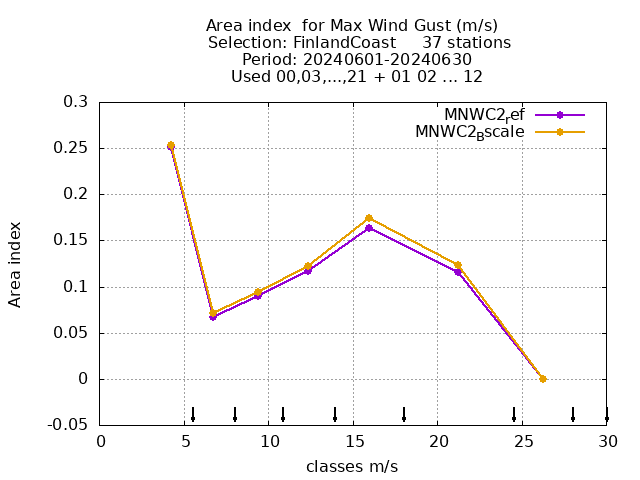 Area index  for Max Wind Gust (m/s)
Selection: FinlandCoast     37 stations
Period: 20240601-20240630
Used 00,03,...,21 + 01 02 ... 12
MNWC2ref
MNWC2Bscale
0.3
0.25
0.2
0.15
0.1
0.05
0
-0.05
Area index
0 5 10 15 20 25 30
classes m/s